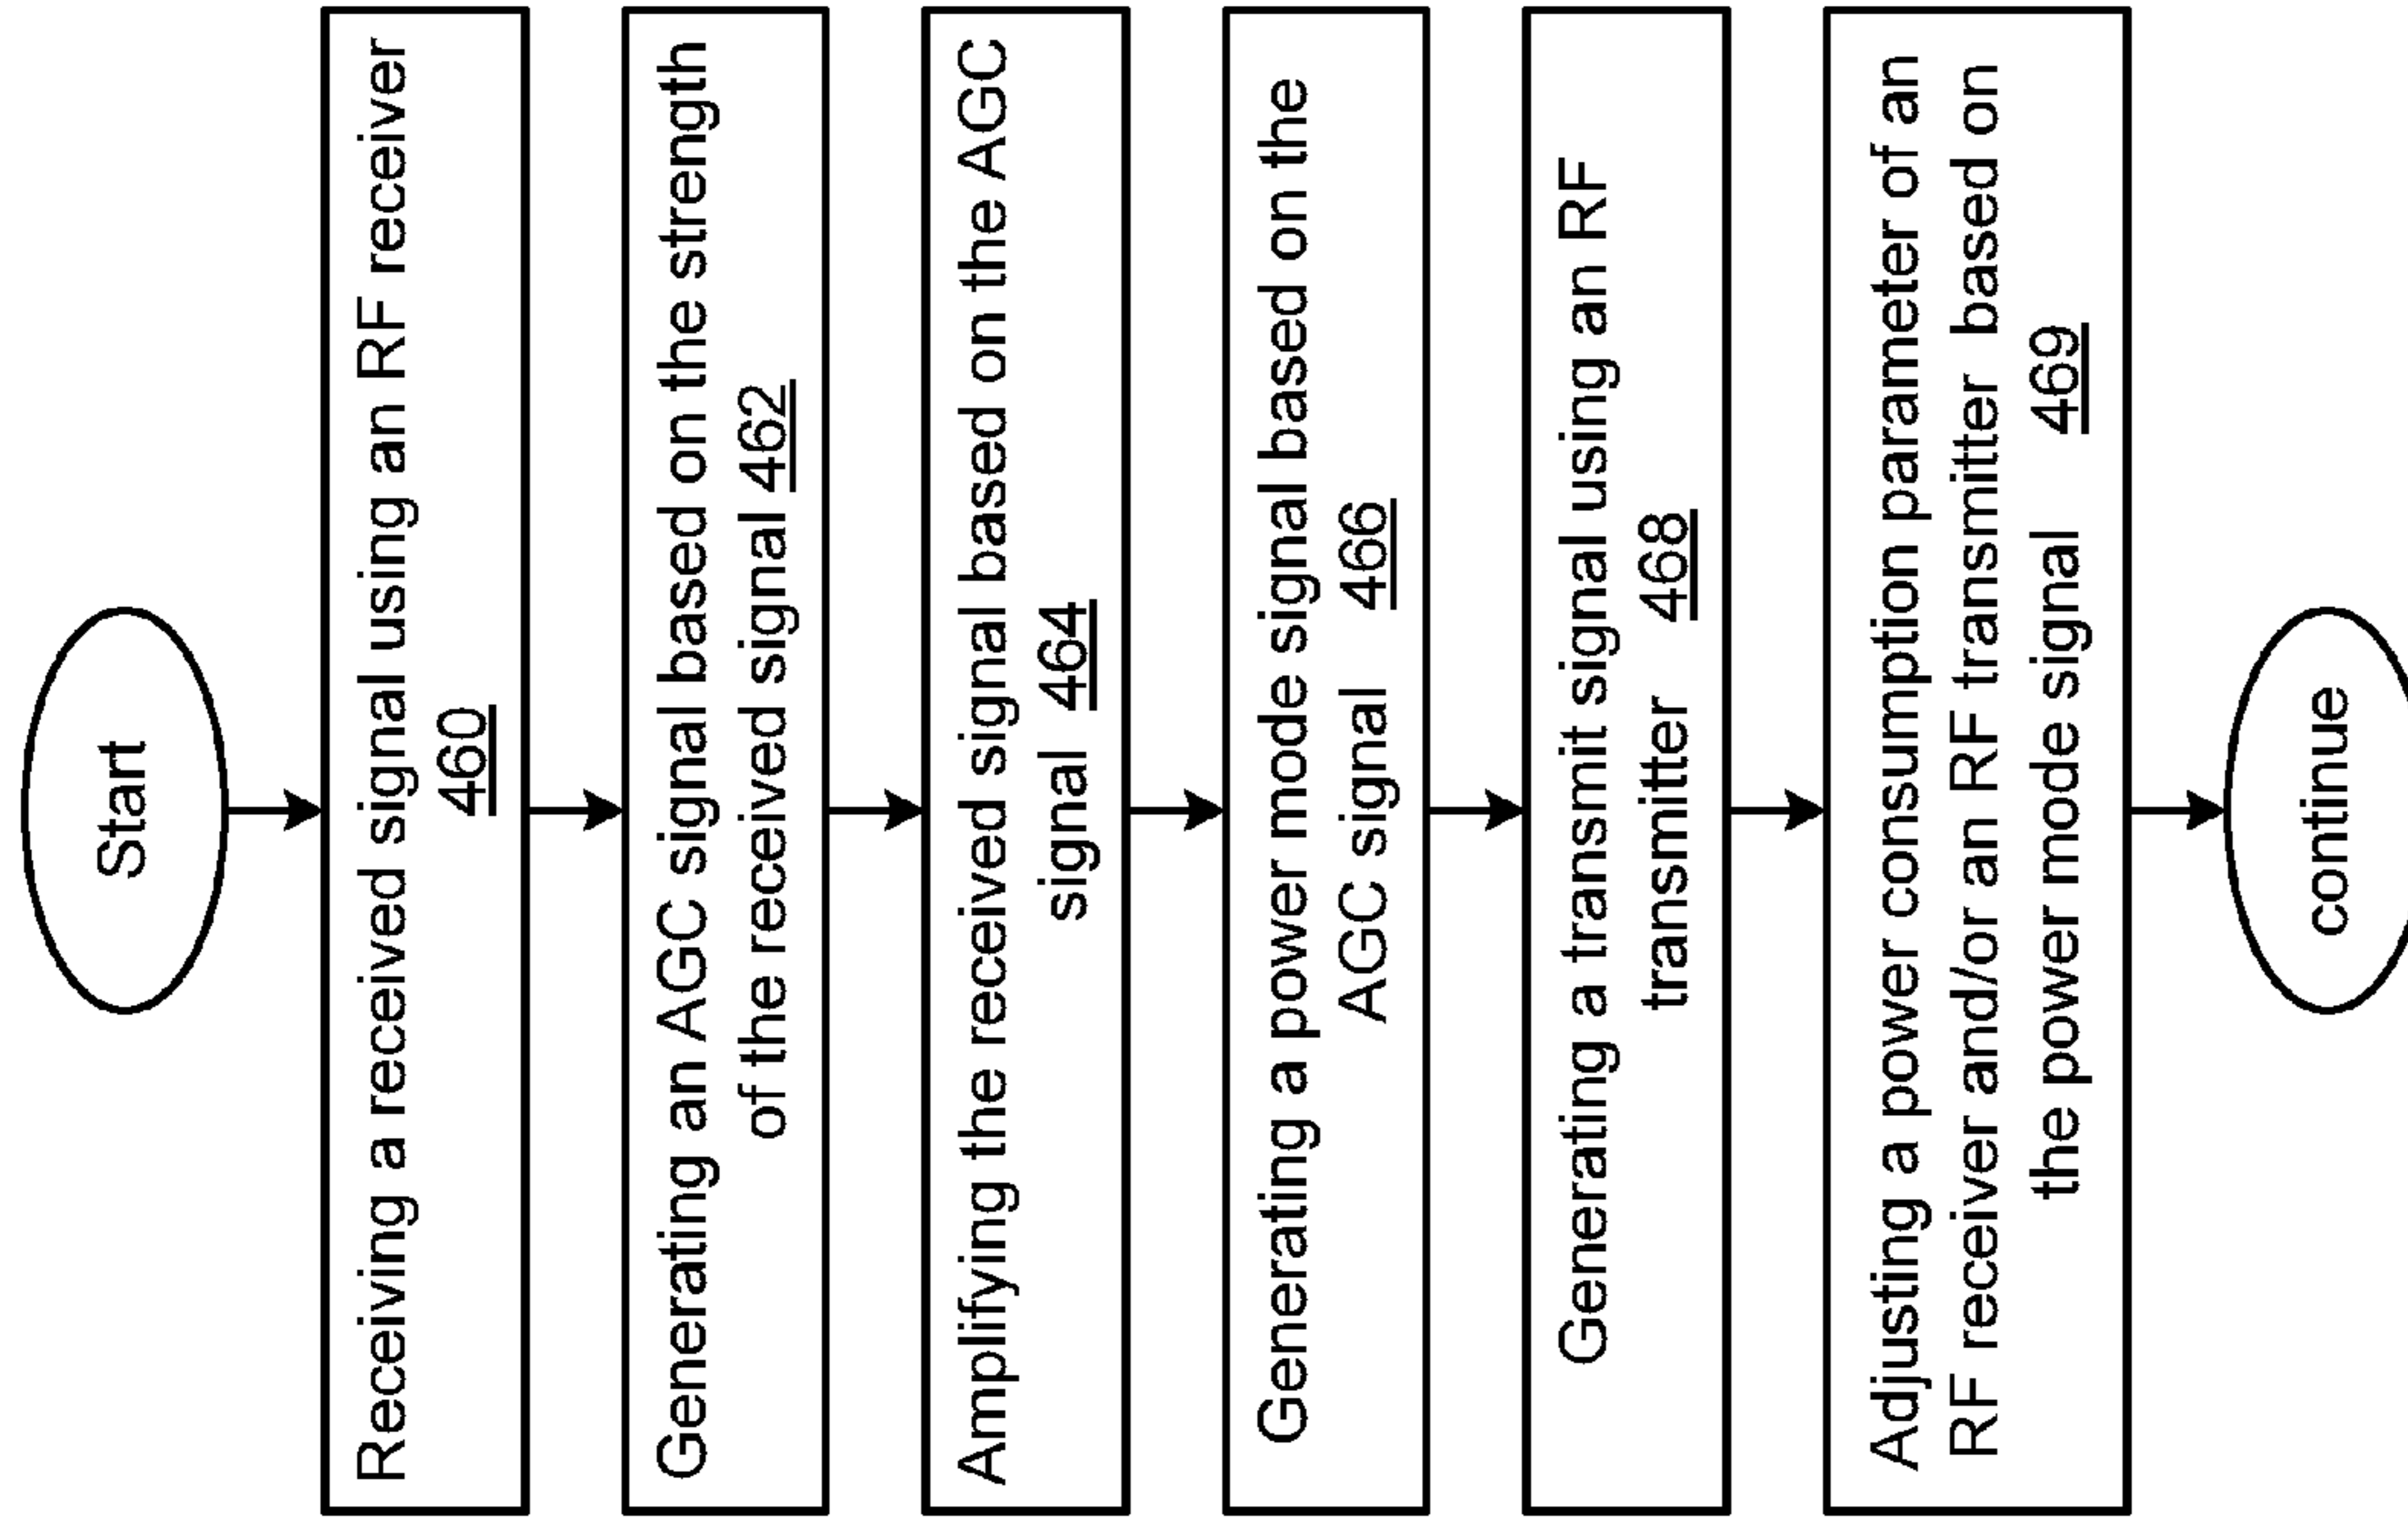 Start
Receiving a received signal using an RF receiver
460
Generating an AGC signal based on the strength
of the received signal 462
Amplifying the received signal based on the AGC
signal 464
Generating a power mode signal based on the
AGC signal 466
Generating a transmit signal using an RF
transmitter 468
Adjusting a power consumption parameter of an
RF receiver and/or an RF transmitter based on
the power mode signal 469
continue